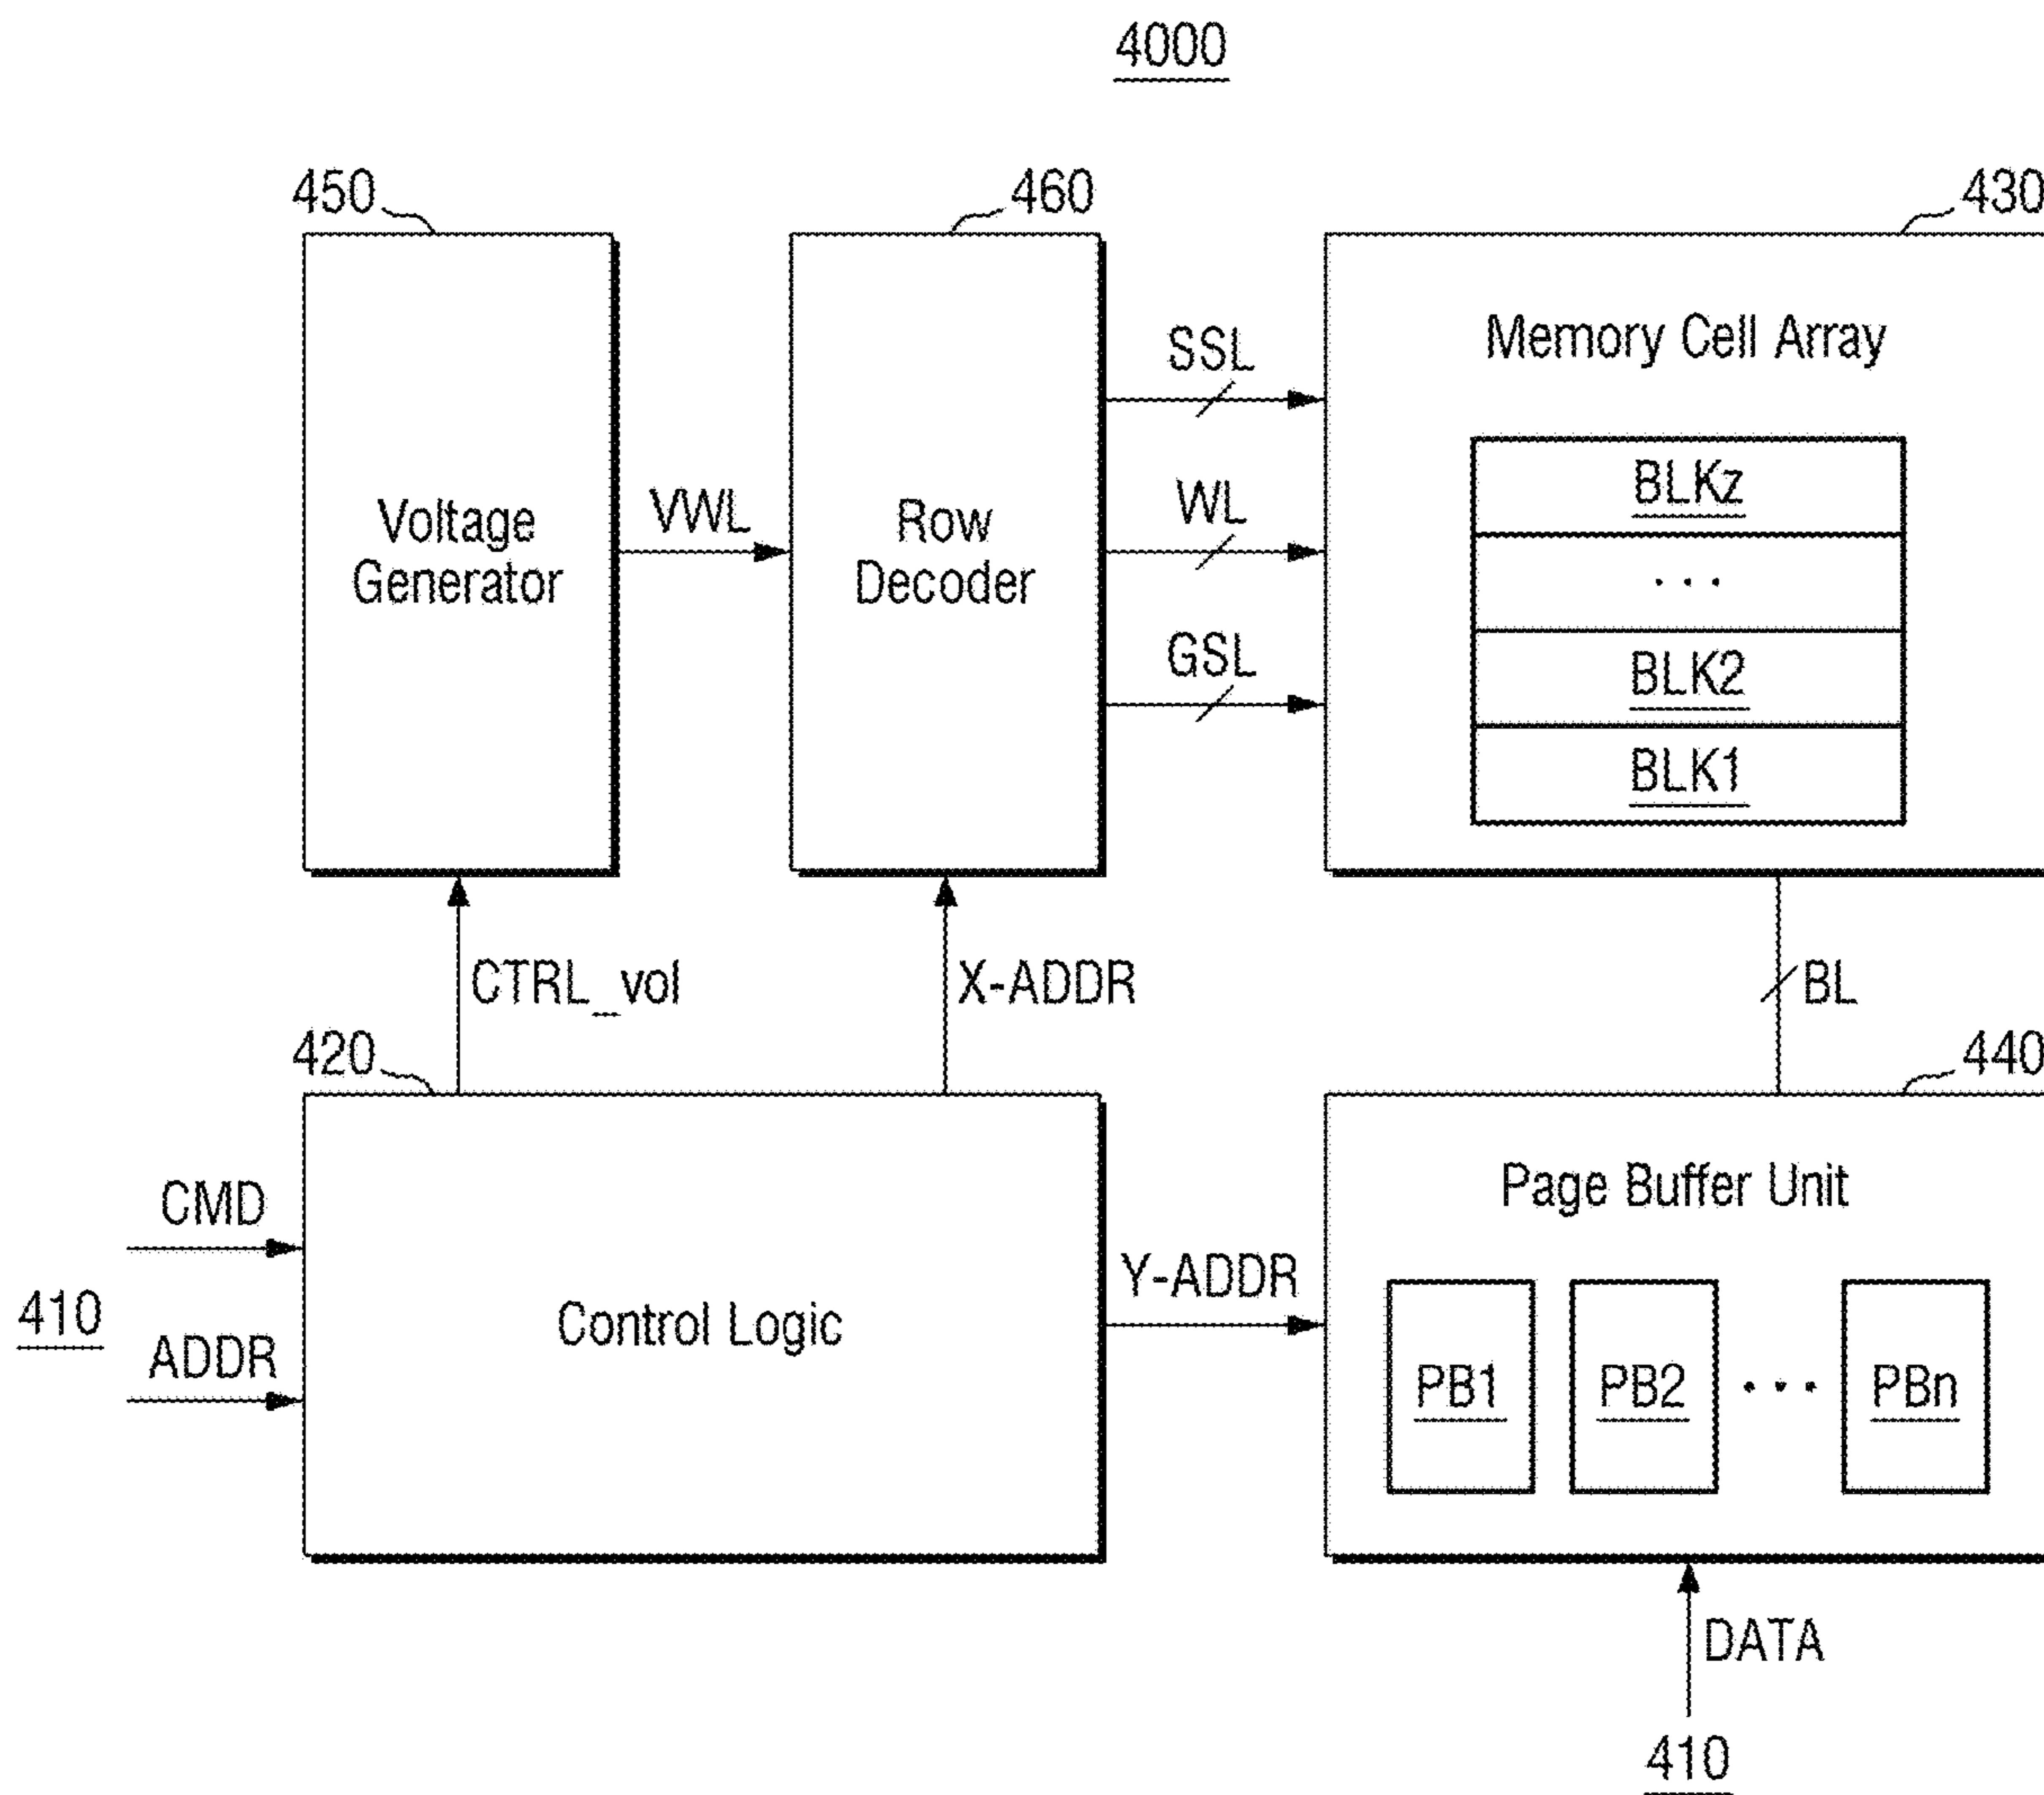 4000
450
460
430
Voltage
Generator
VWL
Row
Decoder
SSL
WL
GSL
Memory Cell Array
BLKz
...
BLK2
BLK1
CTRL_vol
X-ADDR
BL
420
440
CMD
410
ADDR
Control Logic
Y-ADDR
Page Buffer Unit
PB1
PB2
...
PBn
DATA
410